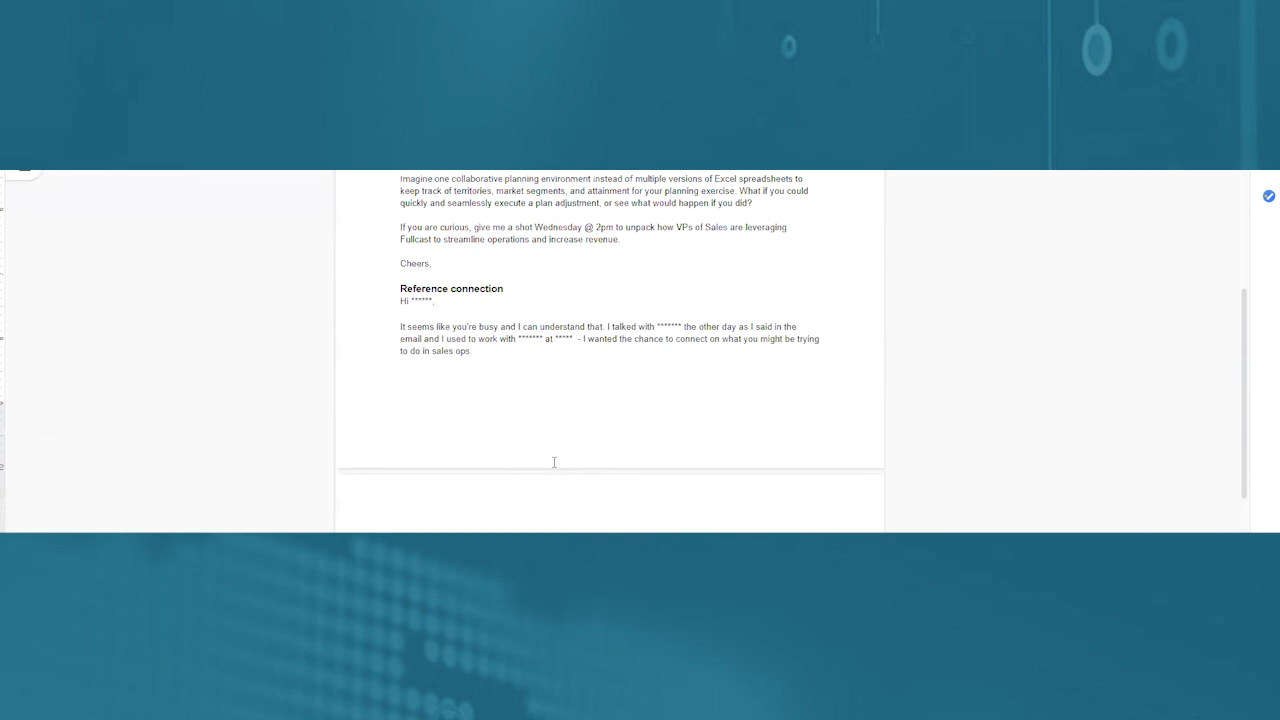 Imagine one collaborative planning environment instead of multiple versions of Excel spreadsheets to
keep track of territories, market segments, and attainment for your planning exercise. What if you could
quickly and seamlessly execute a plan adjustment, or see what would happen if you did?
If you are curious, give me a shot Wednesday @ 2pm to unpack how VPs of Sales are leveraging
Fullcast to streamline operations and increase revenue.
Cheers,
Reference connection
Hi ******,
It seems like you're busy and I can understand that. I talked with ******* the other day as I said in the
email and I used to work with ******* at ***** - I wanted the chance to connect on what you might be trying
to do in sales ops.